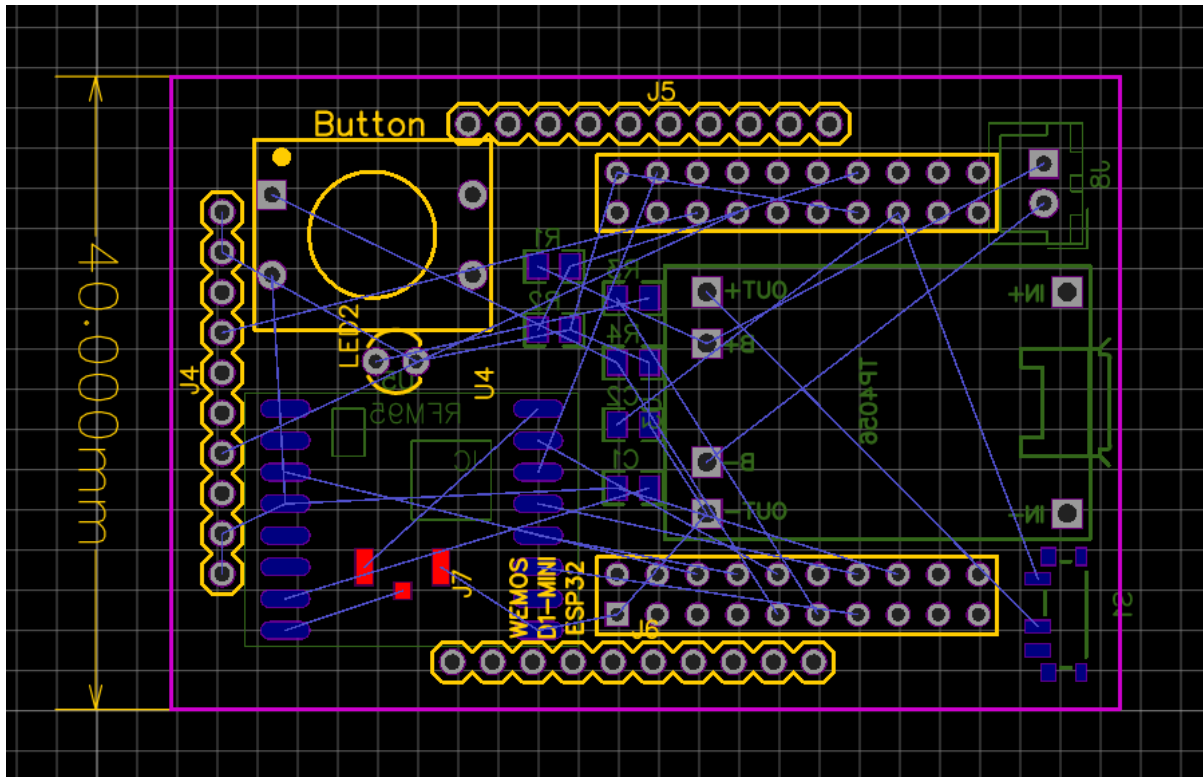 J5
Button
J8
R1
R3
R2
OUT+
IN+
R4
B+
LED2
40.000mm
J4
U5
U4
RFM95
C2
U3
TP4056
IC
C1
B-
OUT-
IN-
J7
WEMOS
D1-MINI
ESP32
S1
J6